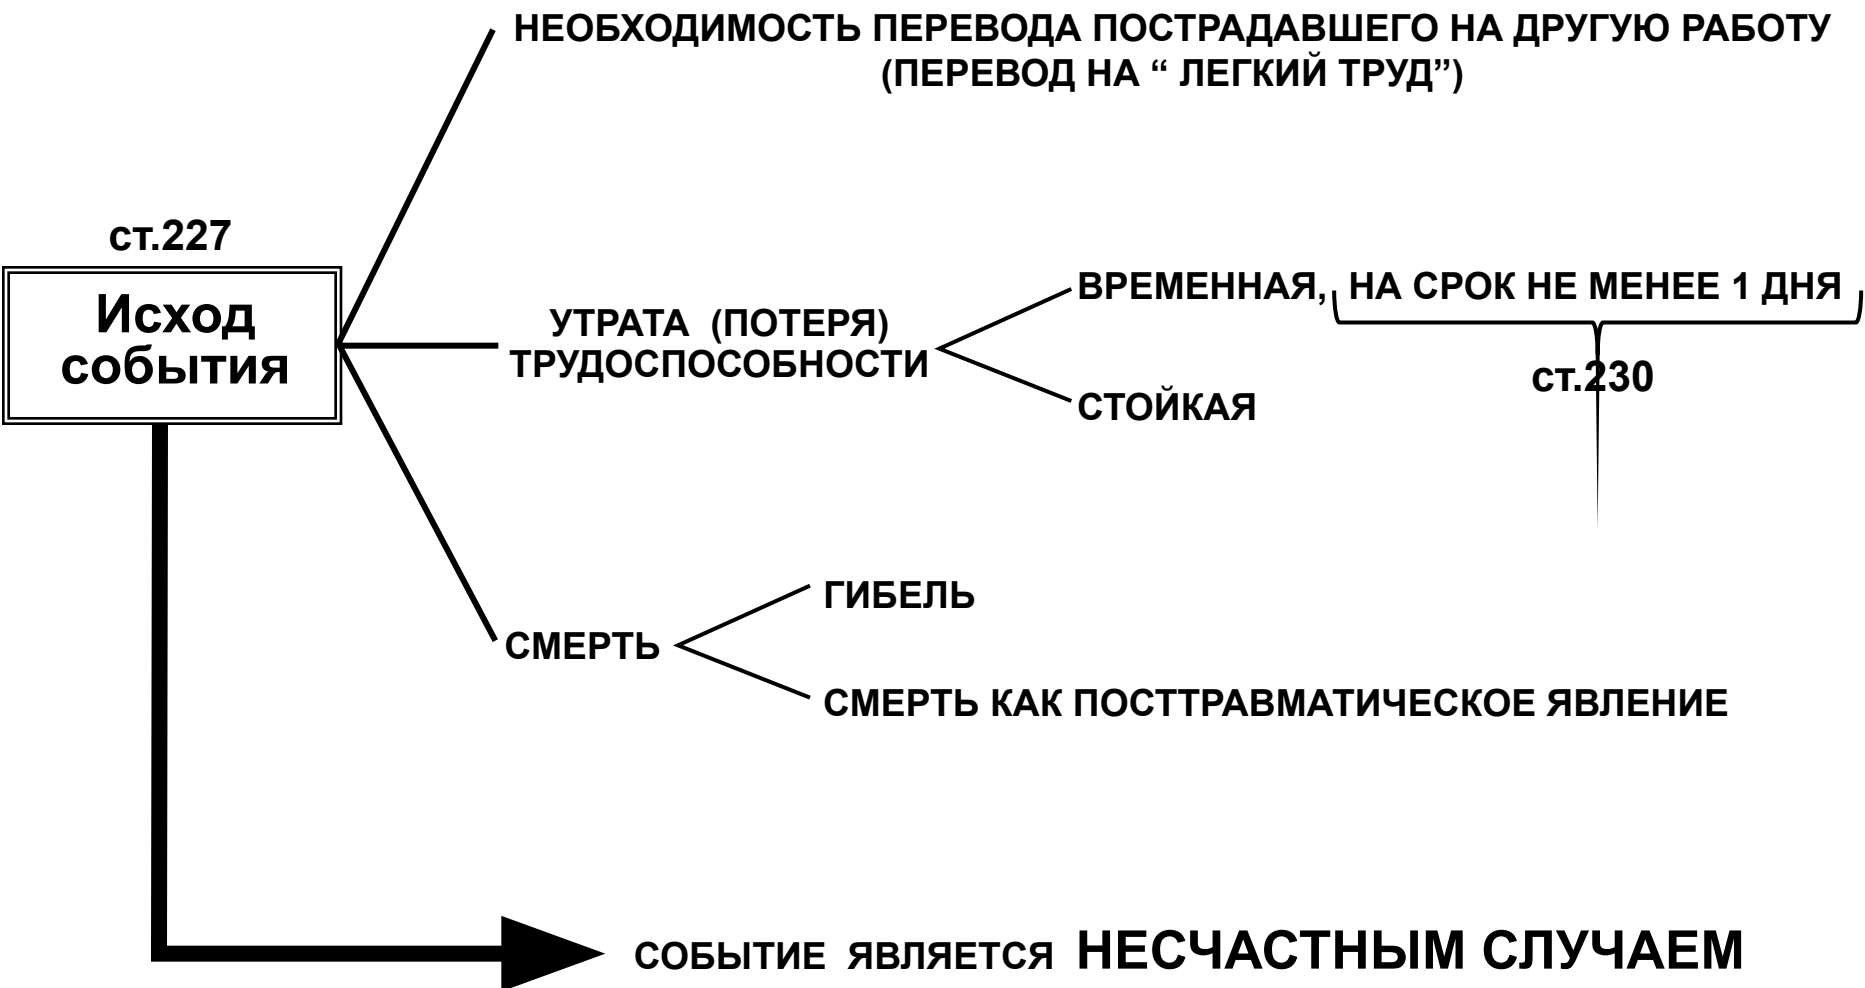 НЕОБХОДИМОСТЬ ПЕРЕВОДА ПОСТРАДАВШЕГО НА ДРУГУЮ РАБОТУ
(ПЕРЕВОД НА “ ЛЕГКИЙ ТРУД”)
ст.227
Исход
события
УТРАТА (ПОТЕРЯ)
ТРУДОСПОСОБНОСТИ
ВРЕМЕННАЯ, НА СРОК НЕ МЕНЕЕ 1 ДНЯ
ст.230
СТОЙКАЯ
СМЕРТЬ
ГИБЕЛЬ
СМЕРТЬ КАК ПОСТТРАВМАТИЧЕСКОЕ ЯВЛЕНИЕ
СОБЫТИЕ ЯВЛЯЕТСЯ НЕСЧАСТНЫМ СЛУЧАЕМ